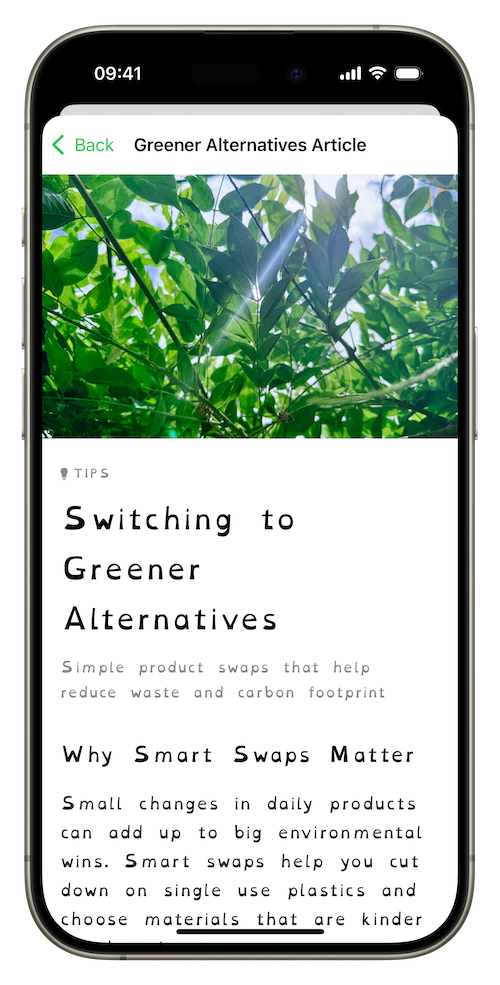 09:41
Back Greener Alternatives Article
TIPS
Switching to
Greener
Alternatives
Simple product swaps that help
reduce waste and carbon footprint
Why Smart Swaps Matter
Small changes in daily products
can add up to big environmental
wins. Smart swaps help you cut
down on single use plastics and
choose materials that are kinder